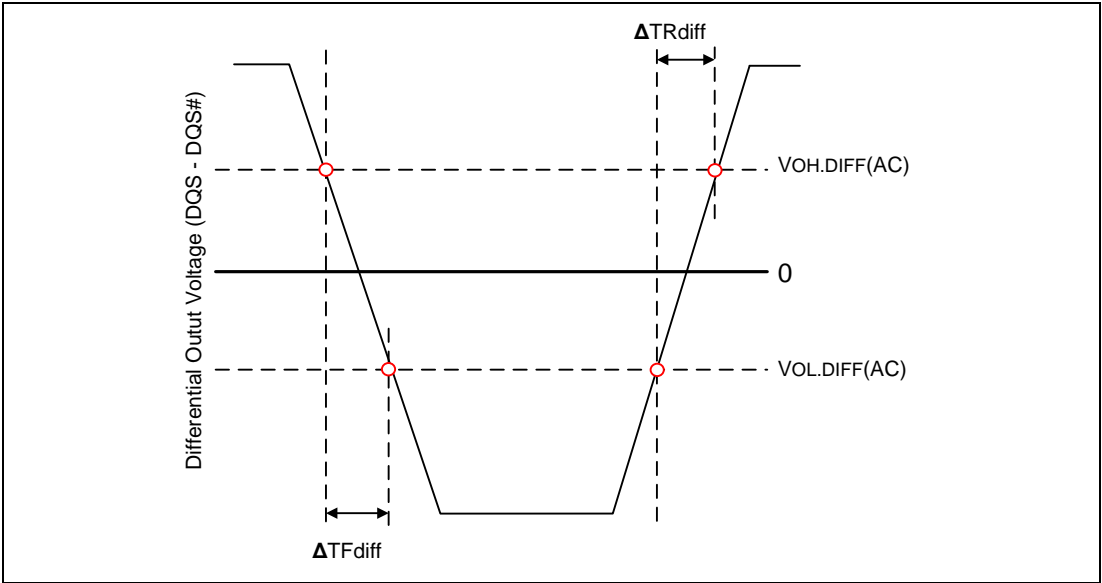 ΔTRdiff
Differential Outut Voltage (DQS - DQS#)
VOH.DIFF(AC)
0
VOL.DIFF(AC)
ΔTFdiff